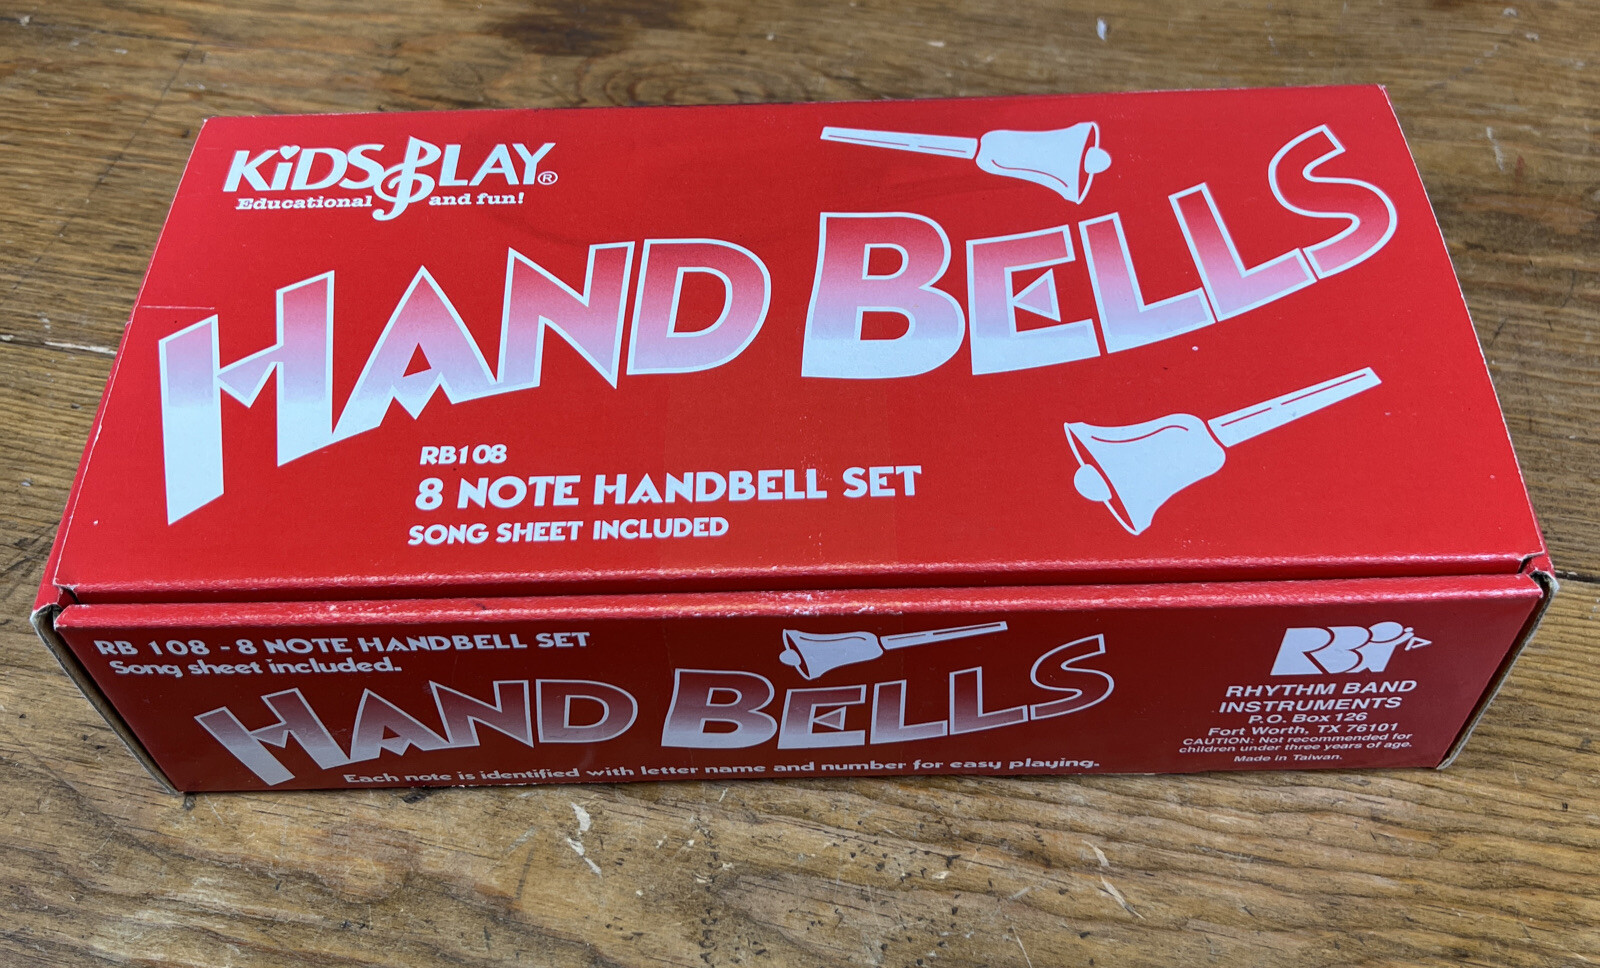 KiDSPLAY®
Educational and fun!
HAND BELLS
RB108
8 NOTE HANDBELL SET
SONG SHEET INCLUDED
RB 108 - 8 NOTE HANDBELL SET
Song sheet included.
HAND BELLS
Each note is identified with letter name and number for easy playing.
RBI
RHYTHM BAND
INSTRUMENTS
P.O. Box 126
Fort Worth, TX 76101
CAUTION: Not recommended for
children under three years of age.
Made in Taiwan.